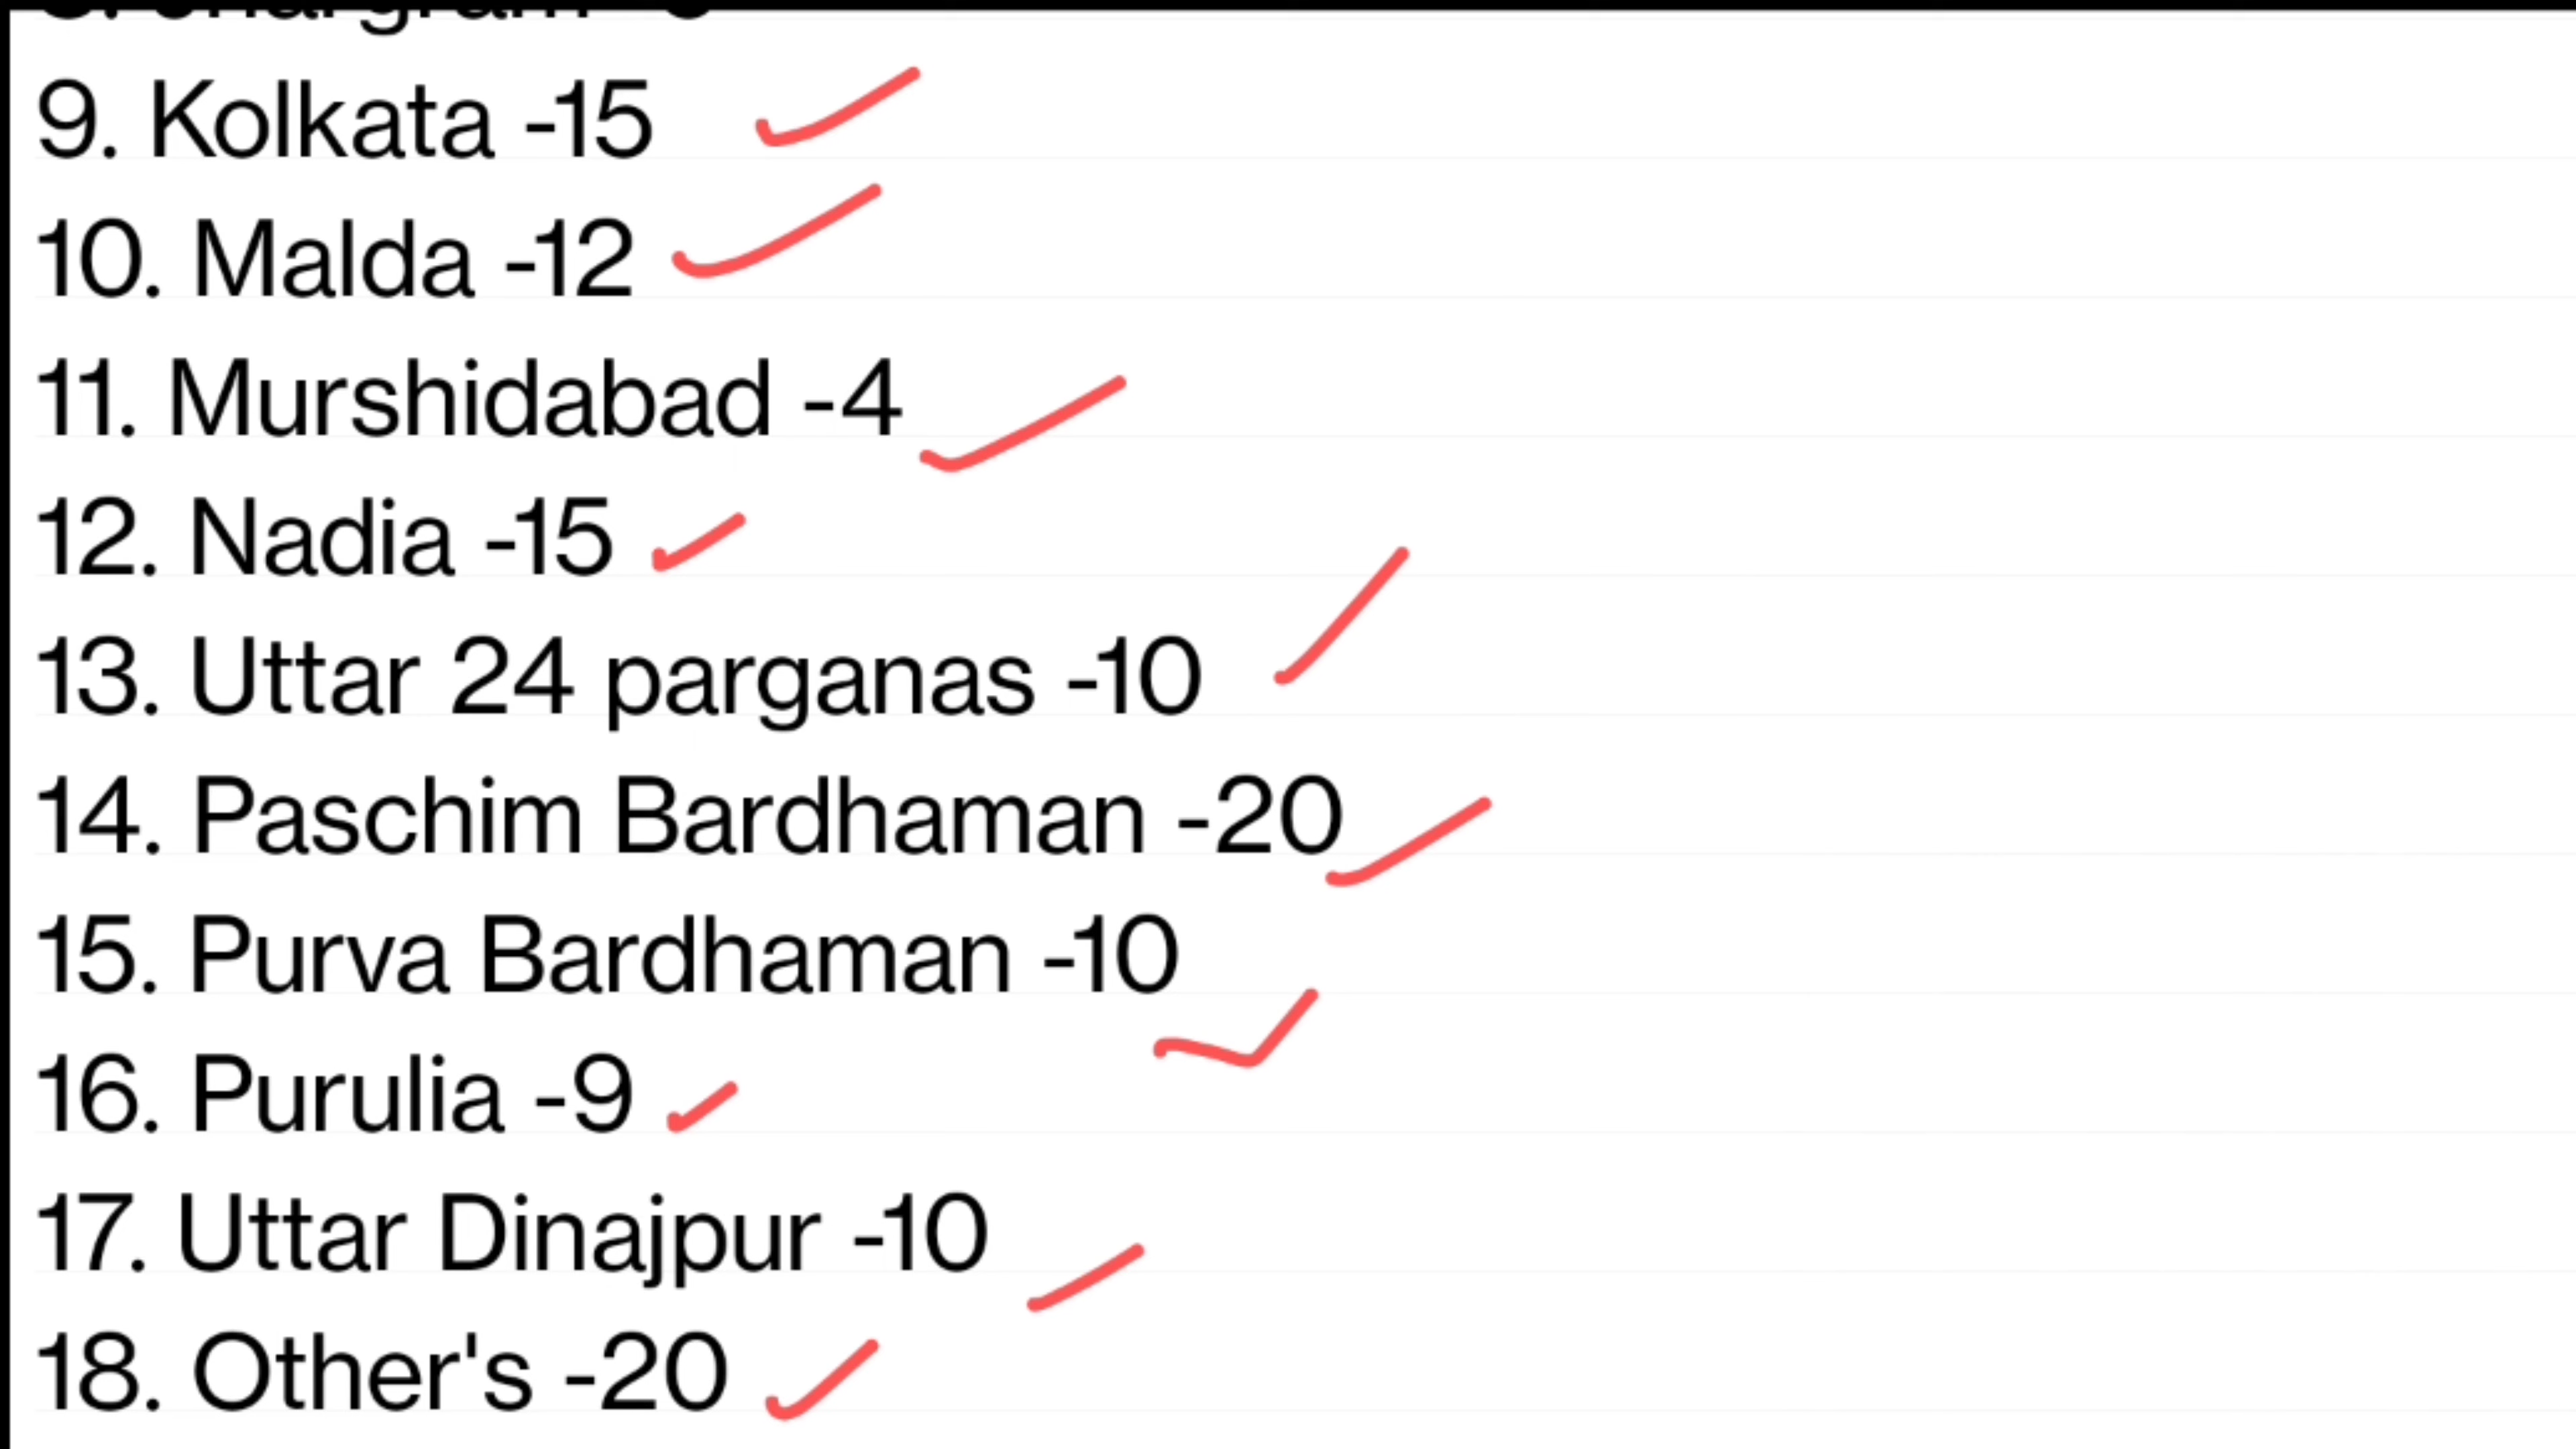 9. Kolkata -15
10. Malda -12
11. Murshidabad -4
12. Nadia -15
13. Uttar 24 parganas -10
14. Paschim Bardhaman -20
15. Purva Bardhaman -10
16. Purulia -9
17. Uttar Dinajpur -10
18. Other's -20